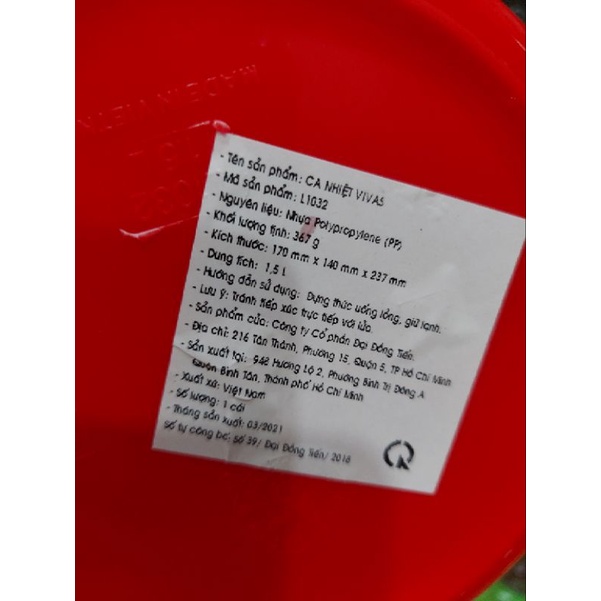 MADE IN VIETN
- Tên sản phẩm: CA NHIỆT VIVAS
- Mã sản phẩm: L1032
- Nguyên liệu: Nhựa Polypropylene (PP)
- Khối lượng tịnh: 367 g
- Kích thước: 170 mm x 140 mm x 237 mm
- Dung tích: 1,5 L
- Hướng dẫn sử dụng: Đựng thức uống lỏng, giữ lạnh.
- Lưu ý: Tránh tiếp xúc trực tiếp với lửa.
- Sản phẩm của: Công ty Cổ phần Đại Đồng Tiến.
- Địa chỉ: 216 Tân Thành, Phường 15, Quận 5, TP Hồ Chí Minh
- Sản xuất tại: 942 Hương Lộ 2, Phường Bình Trị Đông A
Quận Bình Tân, Thành phố Hồ Chí Minh
- Xuất xứ: Việt Nam
- Số lượng: 1 cái
- Tháng sản xuất: 03/2021
Số tự công bố: số 39/ Đại Đồng Tiến/ 2018